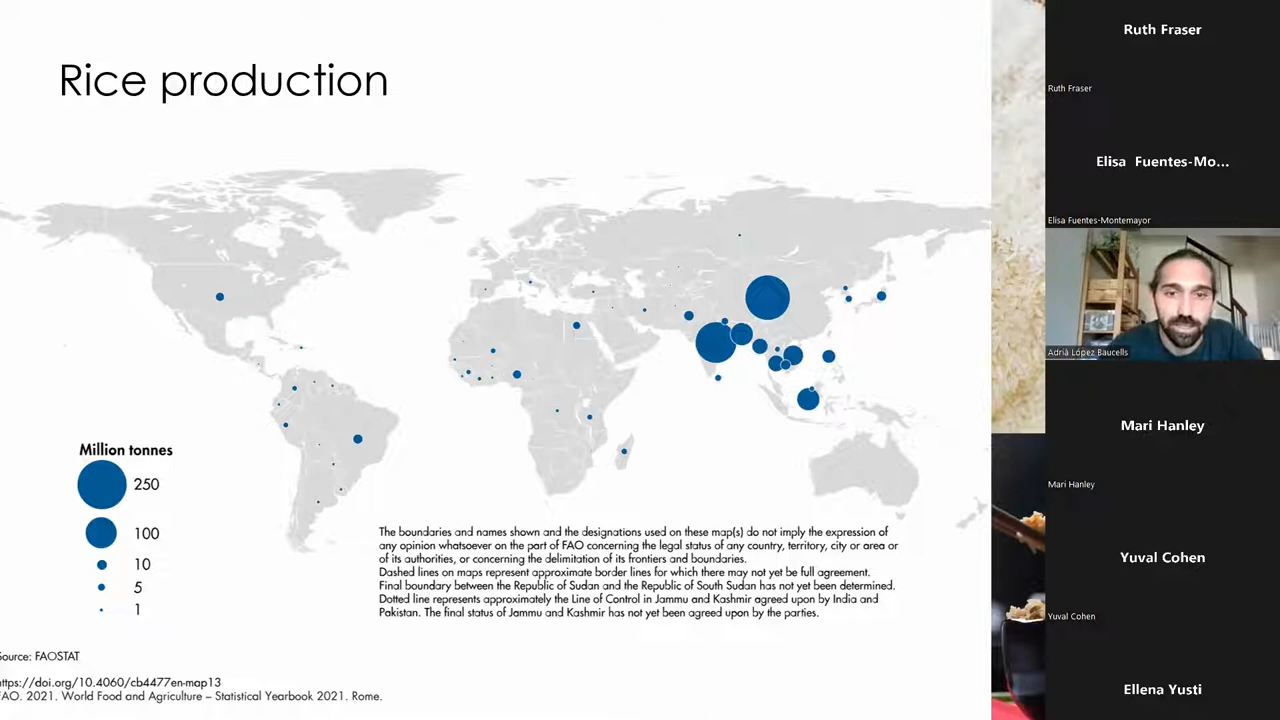 Rice production
Million tonnes
250
100
10
5
1
The boundaries and names shown and the designations used on these map(s) do not imply the expression of
any opinion whatsoever on the part of FAO concerning the legal status of any country, territory, city or area or
of its authorities, or concerning the delimitation of its frontiers and boundaries.
Dashed lines on maps represent approximate border lines for which there may not yet be full agreement.
Final boundary between the Republic of Sudan and the Republic of South Sudan has not yet been determined.
Dotted line represents approximately the Line of Control in Jammu and Kashmir agreed upon by India and
Pakistan. The final status of Jammu and Kashmir has not yet been agreed upon by the parties.
Source: FAOSTAT
https://doi.org/10.4060/cb4477en-map13
FAO. 2021. World Food and Agriculture – Statistical Yearbook 2021. Rome.
Ruth Fraser
Ruth Fraser
Elisa Fuentes-Mo...
Elisa Fuentes-Montemayor
Adrià López Baucells
Mari Hanley
Mari Hanley
Yuval Cohen
Yuval Cohen
Ellena Yusti